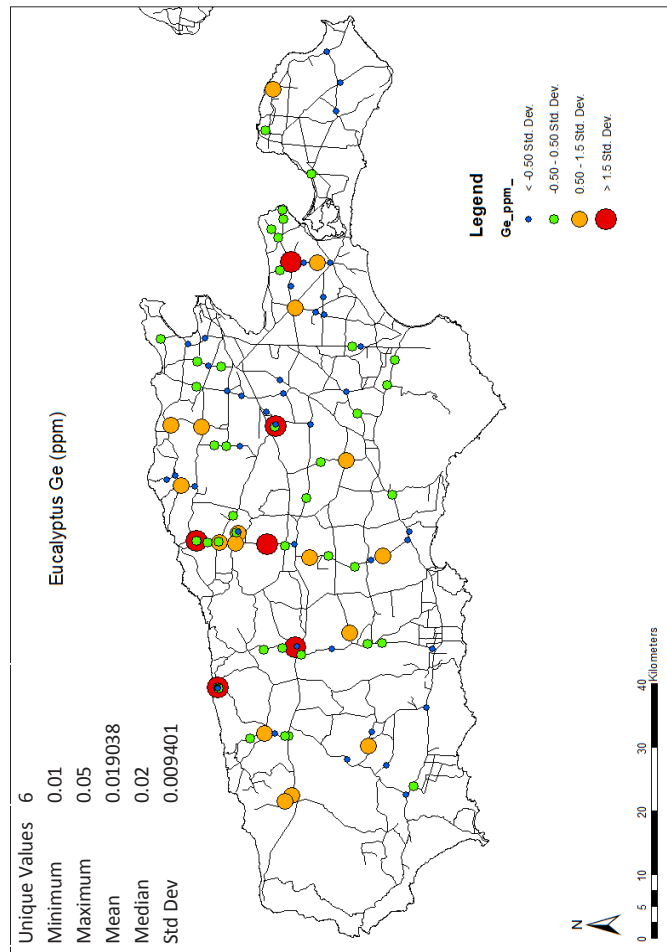 Unique Values 6
Minimum 0.01
Maximum 0.05
Mean 0.019038
Median 0.02
Std Dev 0.009401
Eucalyptus Ge (ppm)
Legend
Ge_ppm_
< -0.50 Std. Dev.
-0.50 - 0.50 Std. Dev.
0.50 - 1.5 Std. Dev.
> 1.5 Std. Dev.
N
0 5 10 20 30 40
Kilometers